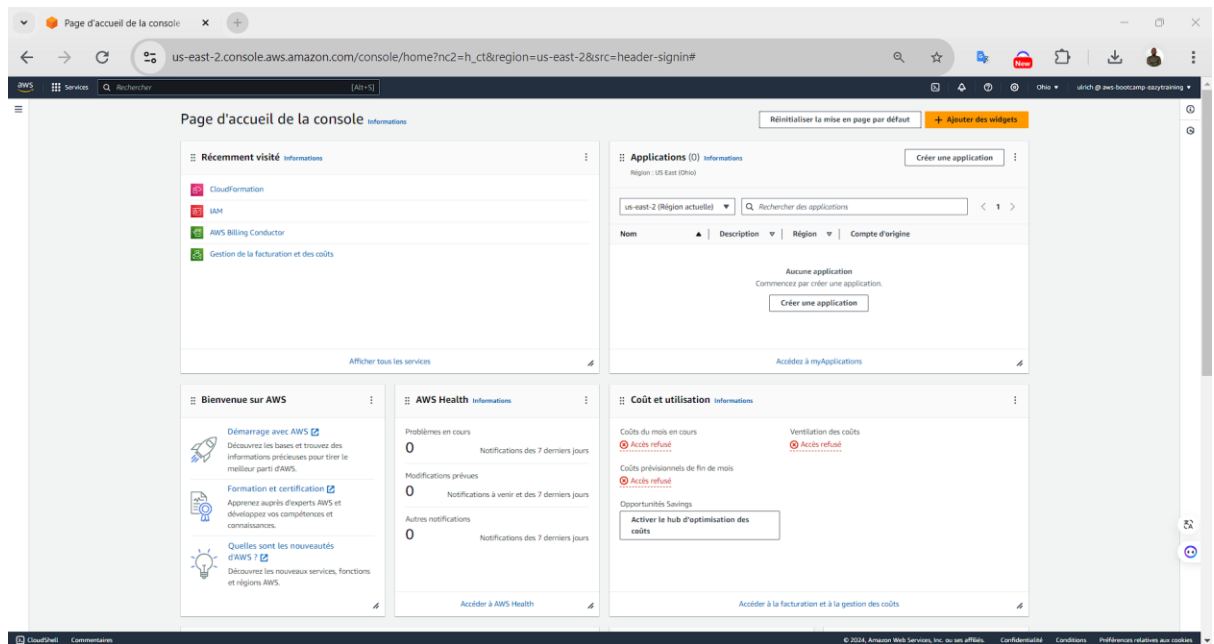 Page d'accueil de la console
us-east-2.console.aws.amazon.com/console/home?nc2=h_ct&region=us-east-2&src=header-signin#
New
aws Services Rechercher [Alt+S] Ohio ulrich @ aws-bootcamp-eazytraining
Page d'accueil de la console Informations
Réinitialiser la mise en page par défaut
+ Ajouter des widgets
Récemment visité Informations
CloudFormation
IAM
AWS Billing Conductor
Gestion de la facturation et des coûts
Afficher tous les services
Applications (0) Informations
Région : US East (Ohio)
Créer une application
us-east-2 (Région actuelle)
Rechercher des applications
1
Nom Description Région Compte d'origine
Aucune application
Commencez par créer une application.
Créer une application
Accédez à myApplications
Bienvenue sur AWS
Démarrage avec AWS
Découvrez les bases et trouvez des
informations précieuses pour tirer le
meilleur parti d'AWS.
Formation et certification
Apprenez auprès d'experts AWS et
développez vos compétences et
connaissances.
Quelles sont les nouveautés
d'AWS ?
Découvrez les nouveaux services, fonctions
et régions AWS.
AWS Health Informations
Problèmes en cours
0 Notifications des 7 derniers jours
Modifications prévues
0 Notifications à venir et des 7 derniers jours
Autres notifications
0 Notifications des 7 derniers jours
Accéder à AWS Health
Coût et utilisation Informations
Coûts du mois en cours
Accès refusé
Coûts prévisionnels de fin de mois
Accès refusé
Opportunités Savings
Activer le hub d'optimisation des
coûts
Ventilation des coûts
Accès refusé
Accéder à la facturation et à la gestion des coûts
CloudShell Commentaires © 2024, Amazon Web Services, Inc. ou ses affiliés. Confidentialité Conditions Préférences relatives aux cookies